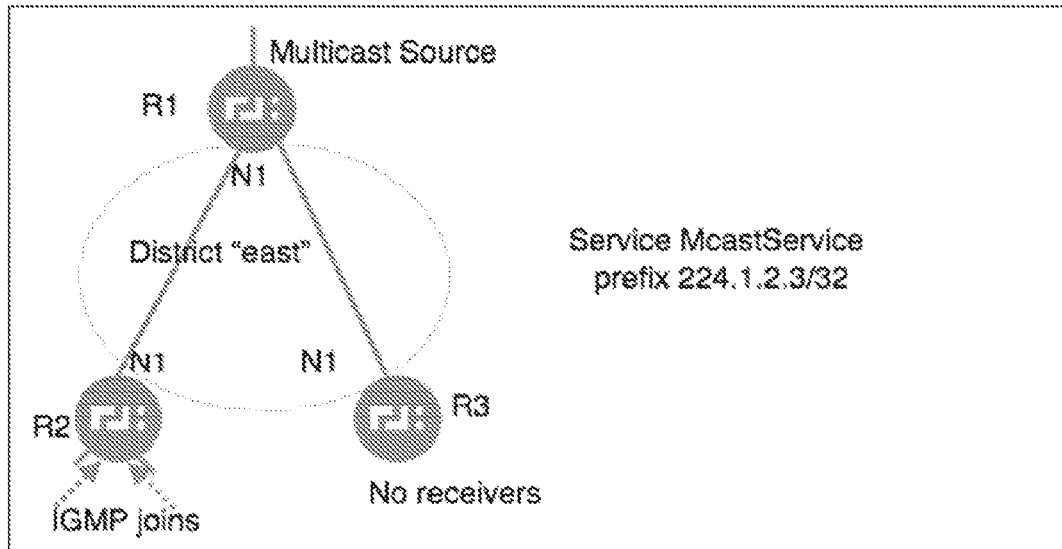 Multicast Source
R1
N1
District "east"
Service McastService
prefix 224.1.2.3/32
N1
N1
R2
R3
No receivers
IGMP joins